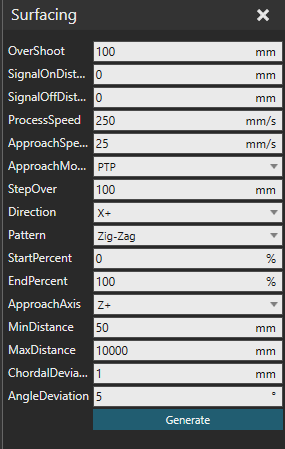 Surfacing
OverShoot 100 mm
SignalOnDist... 0 mm
SignalOffDist... 0 mm
ProcessSpeed 250 mm/s
ApproachSpe... 25 mm/s
ApproachMo... PTP
StepOver 100 mm
Direction X+
Pattern Zig-Zag
StartPercent 0 %
EndPercent 100 %
ApproachAxis Z+
MinDistance 50 mm
MaxDistance 10000 mm
ChordalDevia... 1 mm
AngleDeviation 5 °
Generate